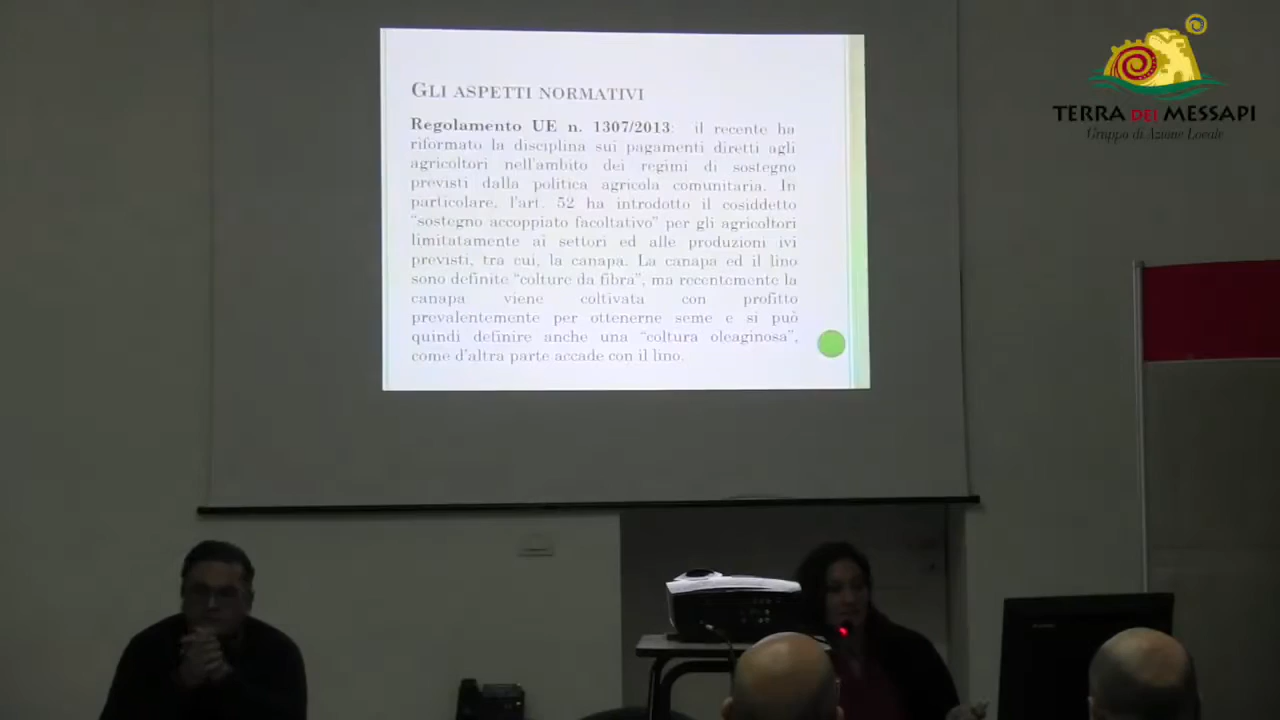 GLI ASPETTI NORMATIVI
Regolamento UE n. 1307/2013: il recente ha
riformato la disciplina sui pagamenti diretti agli
agricoltori nell'ambito dei regimi di sostegno
previsti dalla politica agricola comunitaria. In
particolare, l'art. 52 ha introdotto il cosiddetto
"sostegno accoppiato facoltativo" per gli agricoltori
limitatamente ai settori ed alle produzioni ivi
previsti, tra cui, la canapa. La canapa ed il lino
sono definite "colture da fibra", ma recentemente la
canapa viene coltivata con profitto
prevalentemente per ottenerne seme e si può
quindi definire anche una "coltura oleaginosa",
come d'altra parte accade con il lino.
TERRA DEI MESSAPI
Gruppo di Azione Locale